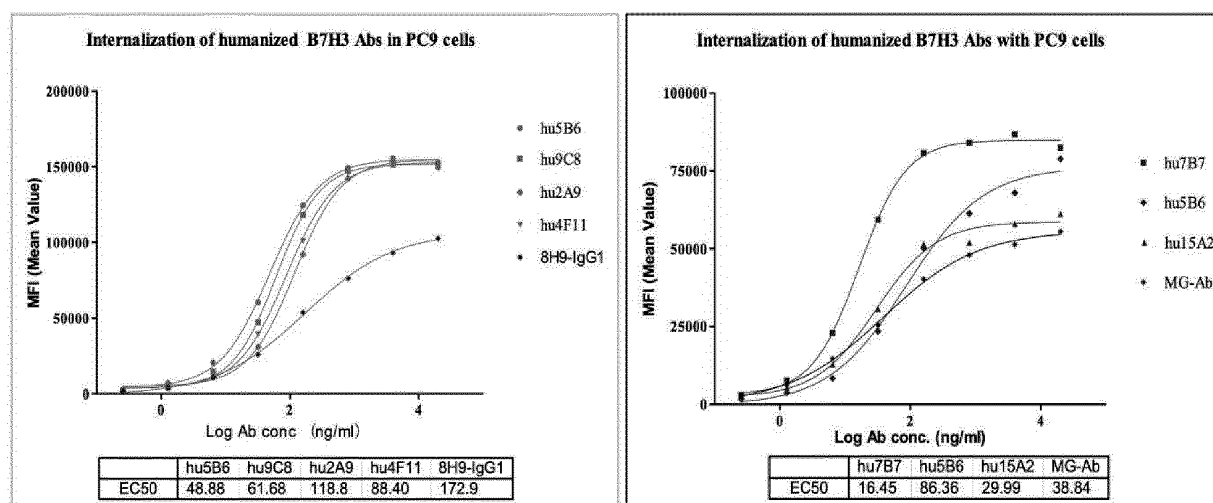 Internalization of humanized B7H3 Abs in PC9 cells
200000
150000
100000
50000
0
MFI (Mean Value)
0
2
4
Log Ab conc (ng/ml)
hu5B6
hu9C8
hu2A9
hu4F11
8H9-IgG1
hu5B6 hu9C8 hu2A9 hu4F11 8H9-IgG1
EC50 48.88 61.68 118.8 88.40 172.9
Internalization of humanized B7H3 Abs with PC9 cells
100000
75000
50000
25000
0
MFI (Mean Value)
0
2
4
Log Ab conc. (ng/ml)
hu7B7
hu5B6
hu15A2
MG-Ab
hu7B7 hu5B6 hu15A2 MG-Ab
EC50 16.45 86.36 29.99 38.84